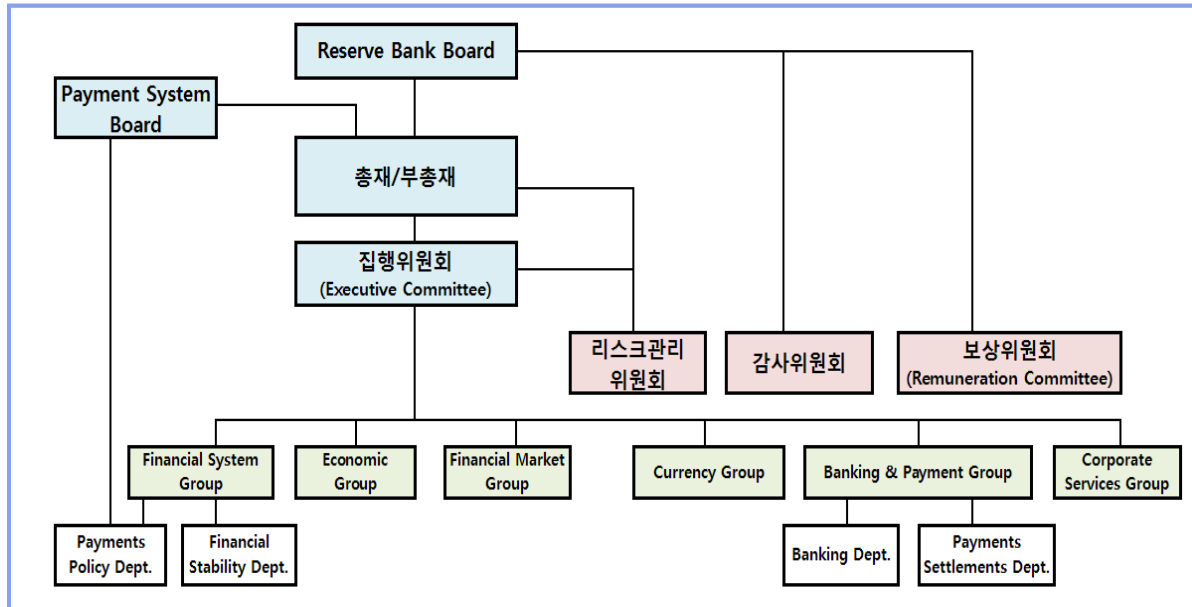 Reserve Bank Board
Payment System
Board
총재/부총재
집행위원회
(Executive Committee)
리스크관리
위원회
감사위원회
보상위원회
(Remuneration Committee)
Financial System
Group
Economic
Group
Financial Market
Group
Currency Group
Banking & Payment Group
Corporate
Services Group
Payments
Policy Dept.
Financial
Stability Dept.
Banking Dept.
Payments
Settlements Dept.